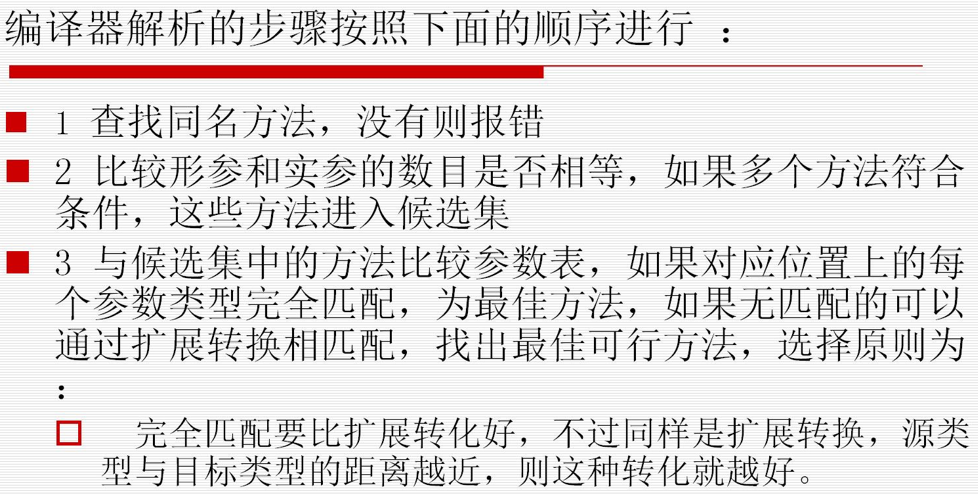 编译器解析的步骤按照下面的顺序进行 ：
1 查找同名方法，没有则报错
2 比较形参和实参的数目是否相等，如果多个方法符合
条件，这些方法进入候选集
3 与候选集中的方法比较参数表，如果对应位置上的每
个参数类型完全匹配，为最佳方法，如果无匹配的可以
通过扩展转换相匹配，找出最佳可行方法，选择原则为
：
完全匹配要比扩展转化好，不过同样是扩展转换，源类
型与目标类型的距离越近，则这种转化就越好。